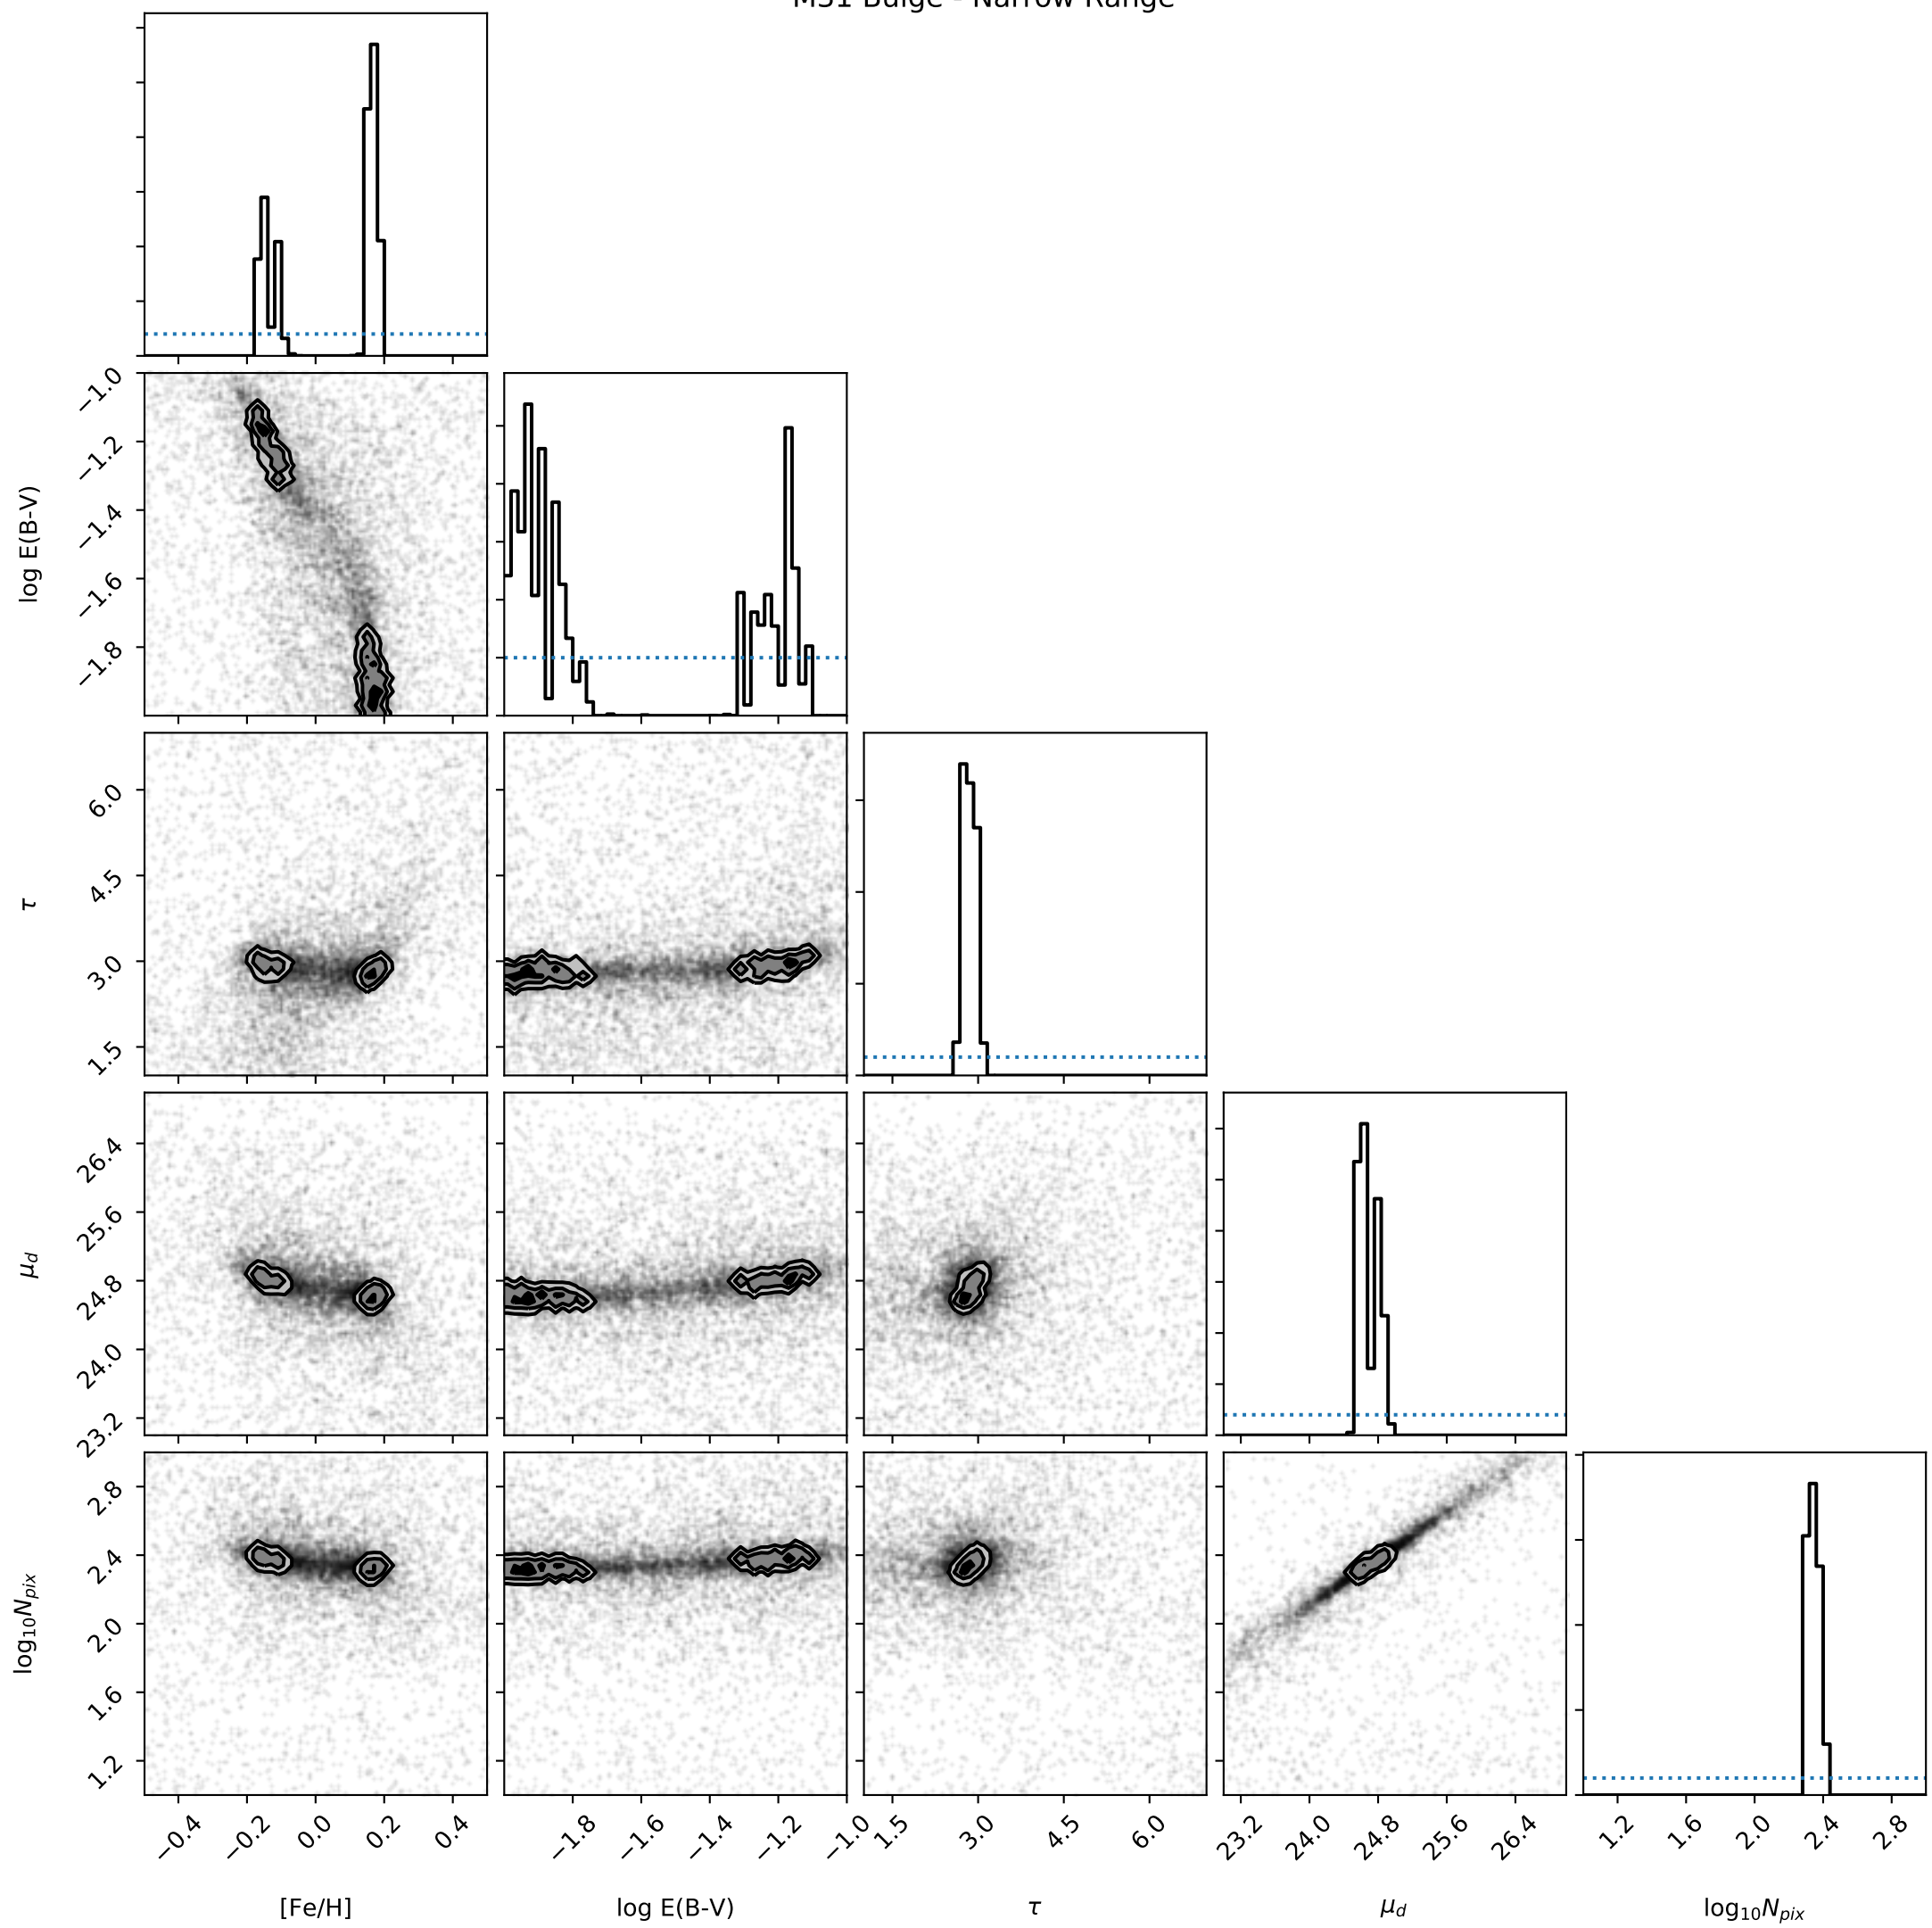 M31 Bulge - Narrow Range
−1.0
−1.2
−1.4
−1.6
−1.8
log E(B-V)
6.0
4.5
3.0
1.5
τ
26.4
25.6
24.8
24.0
23.2
μd
2.8
2.4
2.0
1.6
1.2
log10Npix
−0.4 −0.2 0.0 0.2 0.4
−1.8 −1.6 −1.4 −1.2 −1.0
1.5 3.0 4.5 6.0
23.2 24.0 24.8 25.6 26.4
1.2 1.6 2.0 2.4 2.8
[Fe/H]
log E(B-V)
τ
μd
log10Npix